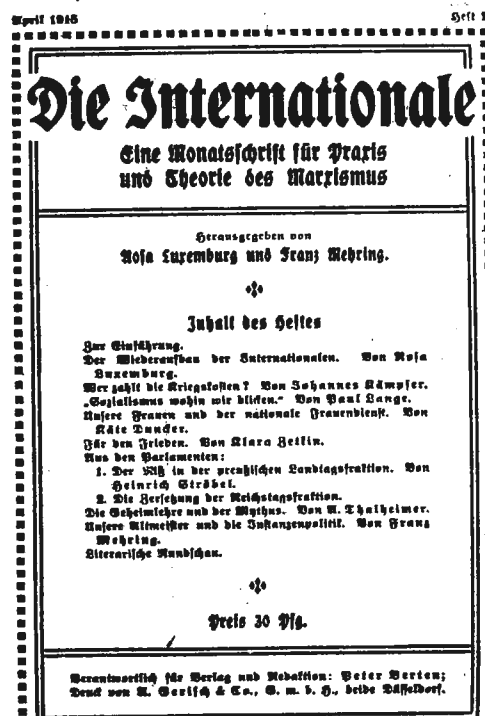 April 1915
Heft 1
Die Internationale
Eine Monatsschrift für Praxis
und Theorie des Marxismus
Herausgegeben von
Rosa Luxemburg und Franz Mehring.
Inhalt des Heftes
Zur Einführung.
Der Wiederaufbau der Internationalen. Von Rosa
Luxemburg.
Wer zahlt die Kriegskosten? Von Johannes Kämpfer.
„Sozialismus wohin wir blicken.“ Von Paul Lange.
Unsere Frauen und der nationale Frauendienst. Von
Käte Duncker.
Für den Frieden. Von Klara Zetkin.
Aus den Parlamenten:
1. Der Riß in der preußischen Landtagsfraktion. Von
Heinrich Ströbel.
2. Die Zersetzung der Reichstagsfraktion.
Die Geheimlehre und der Mythus. Von A. Thalheimer.
Unsere Altmeister und die Instanzenpolitik. Von Franz
Mehring.
Literarische Rundschau.
Preis 30 Pfg.
Verantwortlich für Verlag und Redaktion: Peter Berten;
Druck von A. Gerisch & Co., G. m. b. H., beide Düsseldorf.